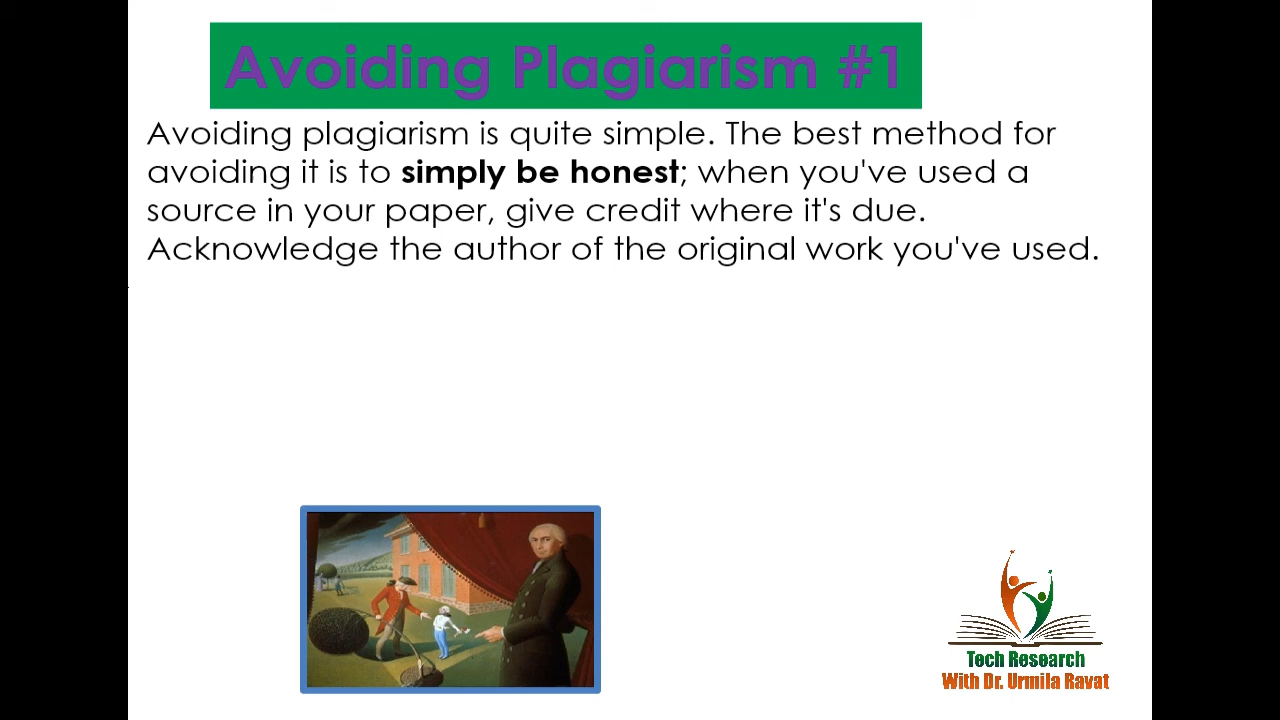 Avoiding Plagiarism #1
Avoiding plagiarism is quite simple. The best method for
avoiding it is to simply be honest; when you've used a
source in your paper, give credit where it's due.
Acknowledge the author of the original work you've used.
Tech Research
With Dr. Urmila Ravat